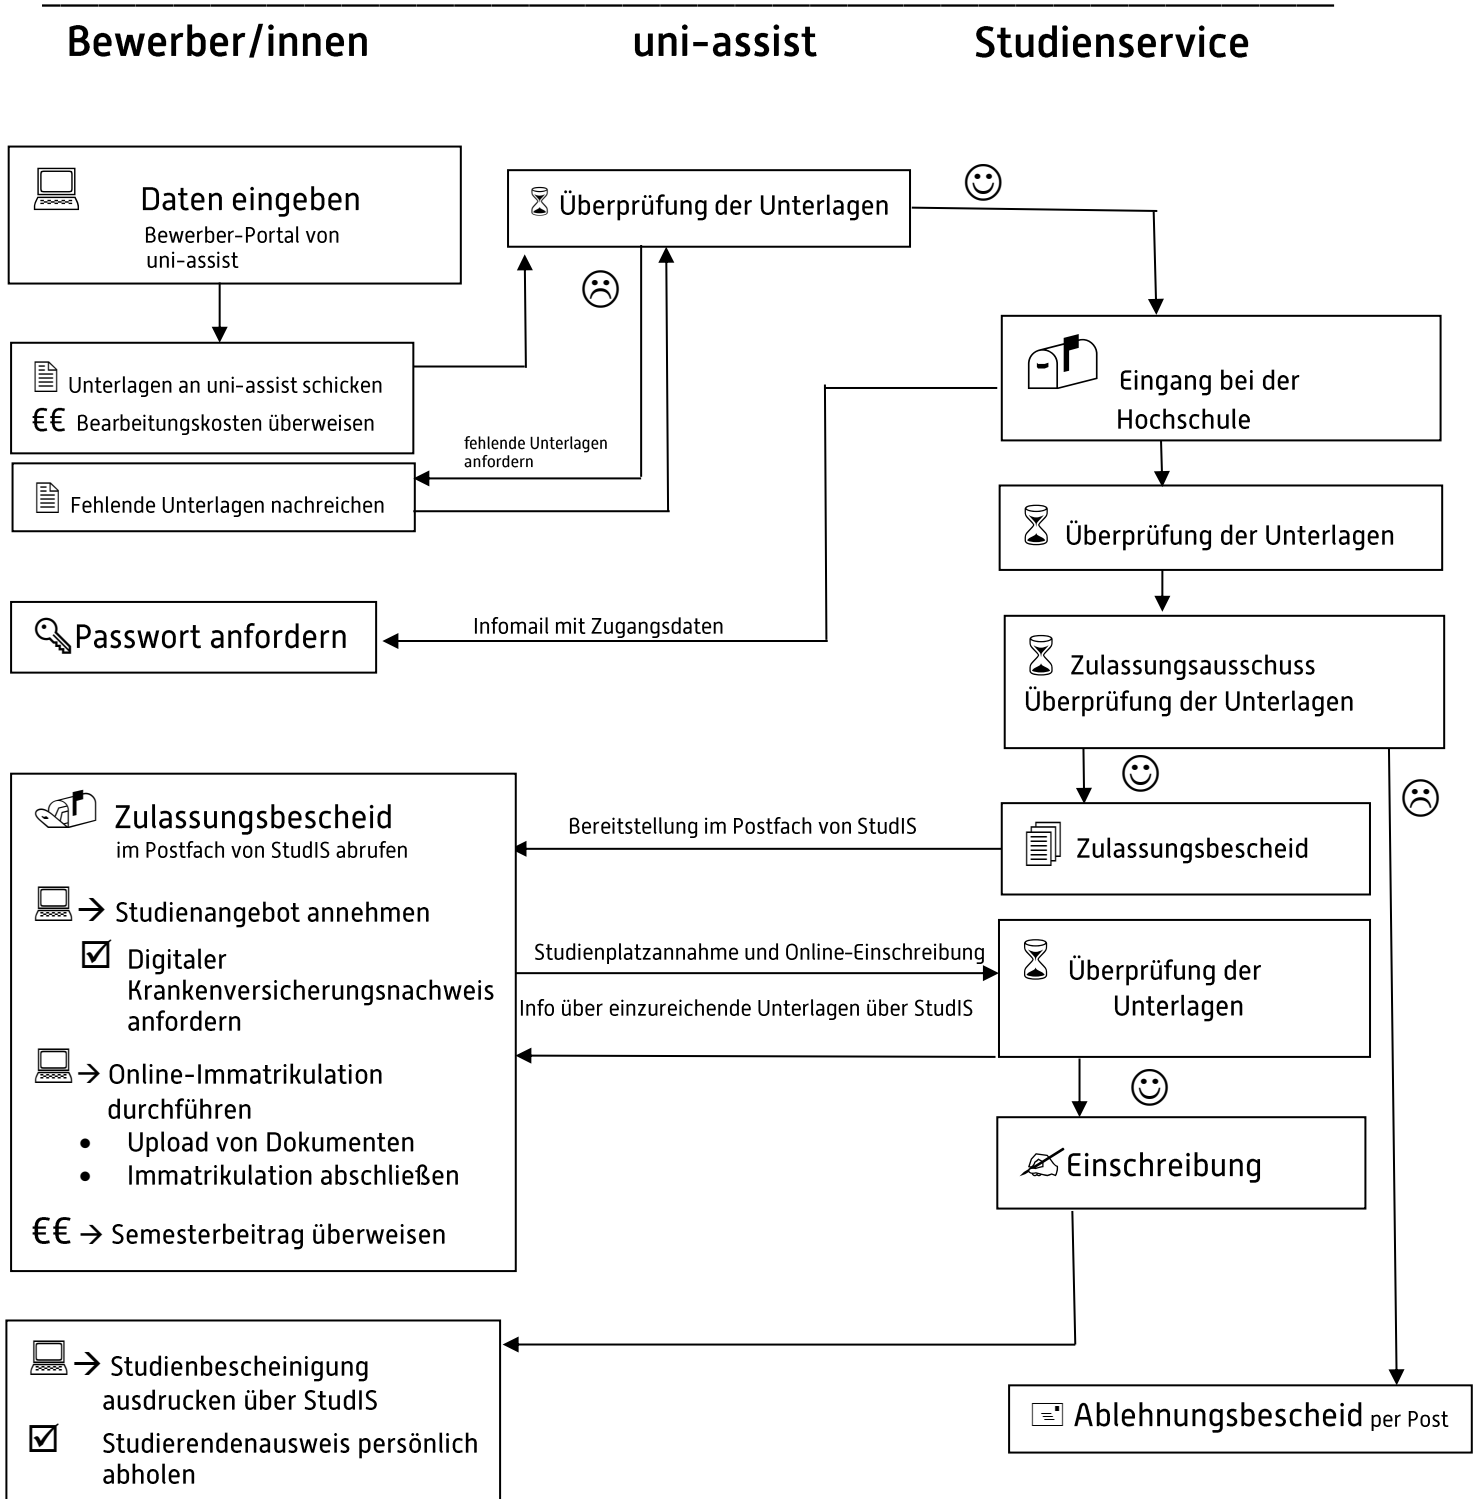 Bewerber/innen
uni-assist
Studienservice
Daten eingeben
Bewerber-Portal von
uni-assist
Überprüfung der Unterlagen
Unterlagen an uni-assist schicken
€€ Bearbeitungskosten überweisen
fehlende Unterlagen
anfordern
Fehlende Unterlagen nachreichen
Eingang bei der
Hochschule
Überprüfung der Unterlagen
Passwort anfordern
Infomail mit Zugangsdaten
Zulassungsausschuss
Überprüfung der Unterlagen
Zulassungsbescheid
im Postfach von StudIS abrufen
→ Studienangebot annehmen
Digitaler
Krankenversicherungsnachweis
anfordern
→ Online-Immatrikulation
durchführen
• Upload von Dokumenten
• Immatrikulation abschließen
€€ → Semesterbeitrag überweisen
Bereitstellung im Postfach von StudIS
Zulassungsbescheid
Studienplatzannahme und Online-Einschreibung
Info über einzureichende Unterlagen über StudIS
Überprüfung der
Unterlagen
Einschreibung
→ Studienbescheinigung
ausdrucken über StudIS
Studierendenausweis persönlich
abholen
Ablehnungsbescheid per Post